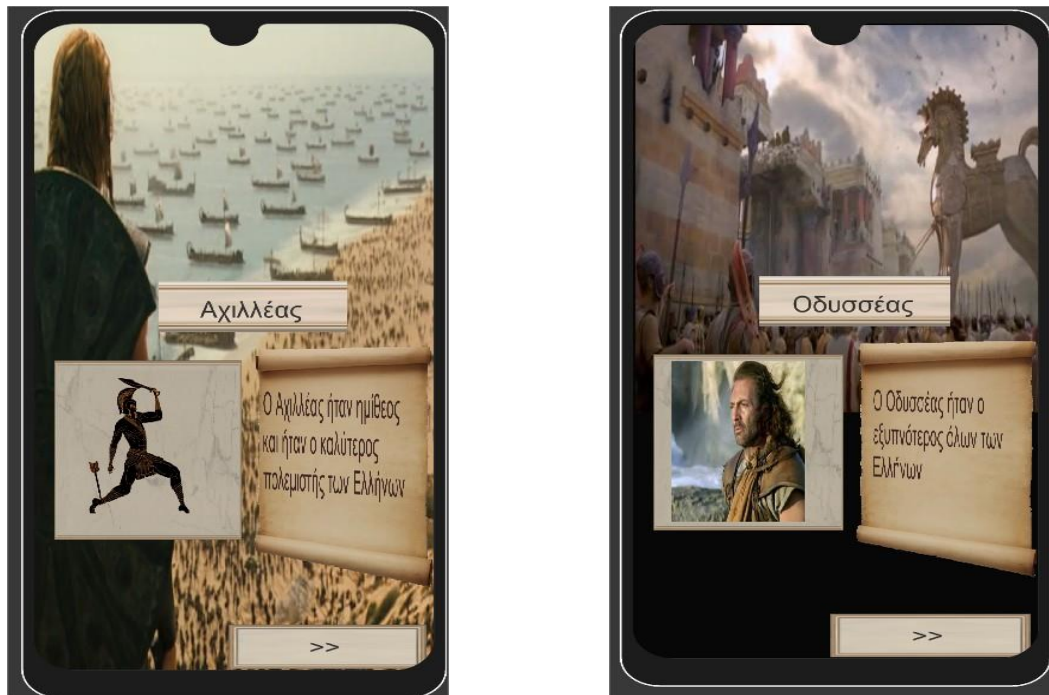 Αχιλλέας
Ο Αχιλλέας ήταν ημίθεος
και ήταν ο καλύτερος
πολεμιστής των Ελλήνων
>>
Οδυσσέας
Ο Οδυσσέας ήταν ο
εξυπνότερος όλων των
Ελλήνων
>>